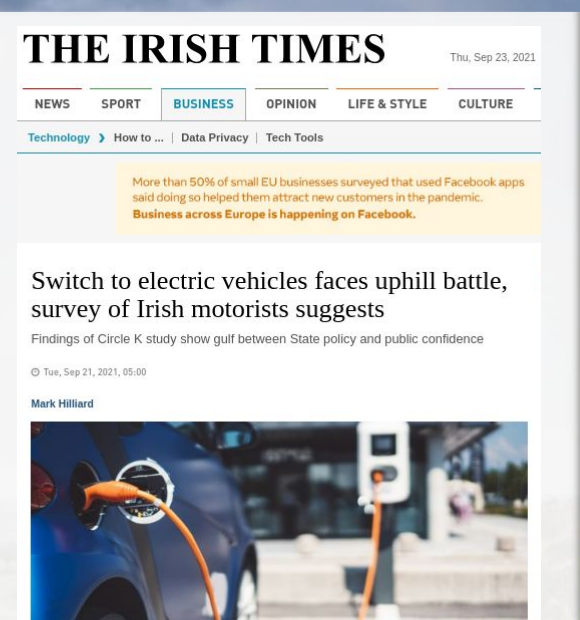 THE IRISH TIMES
Thu, Sep 23, 2021
NEWS SPORT BUSINESS OPINION LIFE & STYLE CULTURE
Technology ❯ How to ... | Data Privacy | Tech Tools
More than 50% of small EU businesses surveyed that used Facebook apps
said doing so helped them attract new customers in the pandemic.
Business across Europe is happening on Facebook.
Switch to electric vehicles faces uphill battle,
survey of Irish motorists suggests
Findings of Circle K study show gulf between State policy and public confidence
Tue, Sep 21, 2021, 05:00
Mark Hilliard